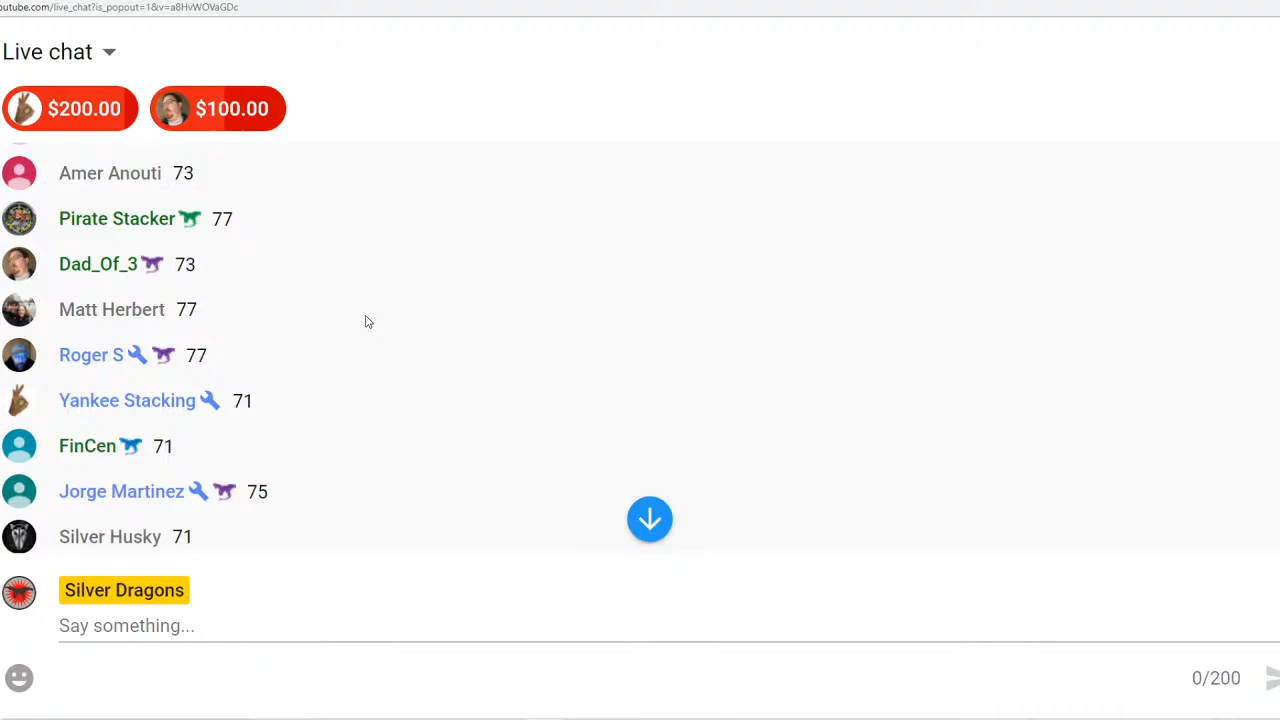 outube.com/live_chat?is_popout=1&v=a8HvWOVaGDc
Live chat
$200.00 $100.00
Amer Anouti 73
Pirate Stacker 77
Dad_Of_3 73
Matt Herbert 77
Roger S 77
Yankee Stacking 71
FinCen 71
Jorge Martinez 75
Silver Husky 71
Silver Dragons
Say something...
0/200